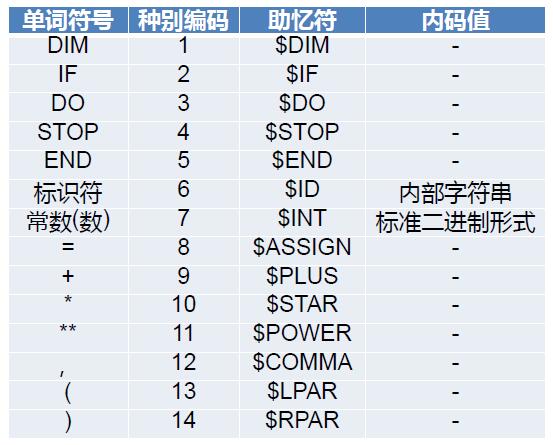 单词符号 种别编码 助忆符 内码值
DIM 1 $DIM -
IF 2 $IF -
DO 3 $DO -
STOP 4 $STOP -
END 5 $END -
标识符 6 $ID 内部字符串
常数(数) 7 $INT 标准二进制形式
= 8 $ASSIGN -
+ 9 $PLUS -
* 10 $STAR -
** 11 $POWER -
, 12 $COMMA -
( 13 $LPAR -
) 14 $RPAR -